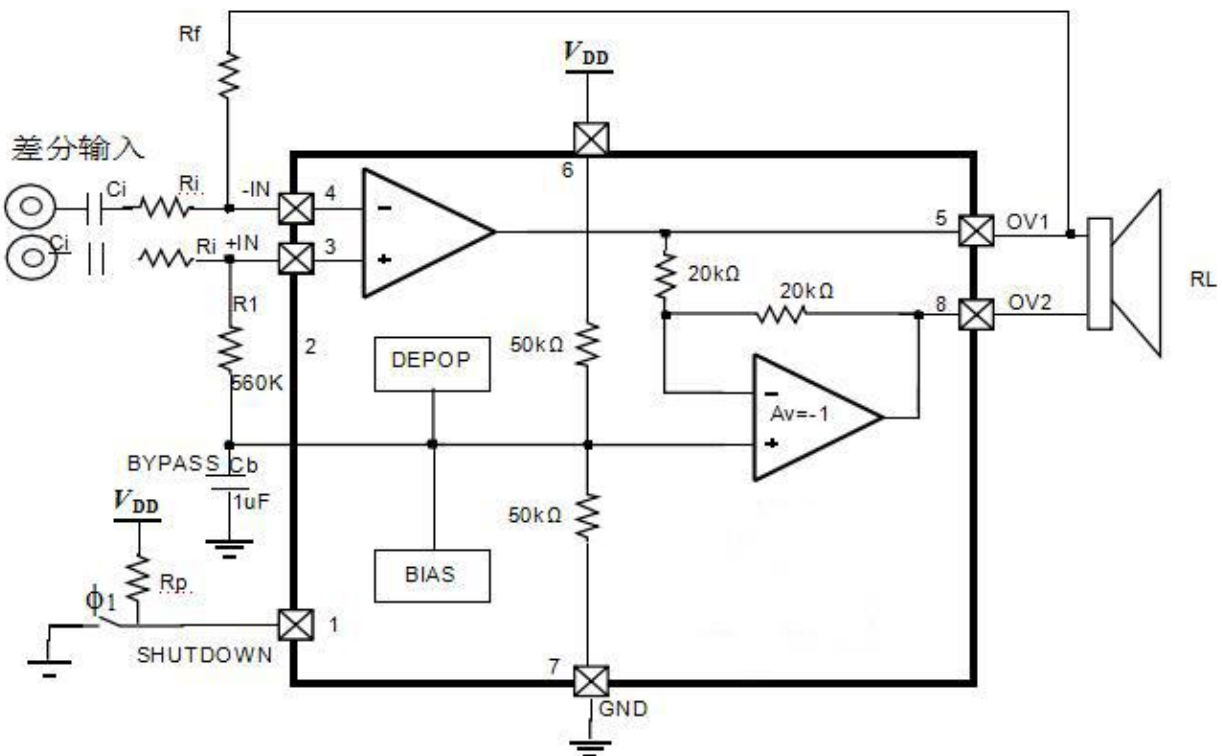 Rf
VDD
差分输入
Ci
Ri
-IN
4
6
5
OV1
Ci
Ri
+IN
3
20kΩ
20kΩ
RL
R1
8
OV2
2
50kΩ
560K
DEPOP
Av=-1
BYPASS
Cb
1uF
VDD
50kΩ
BIAS
Rp
ϕ1
1
SHUTDOWN
7
GND